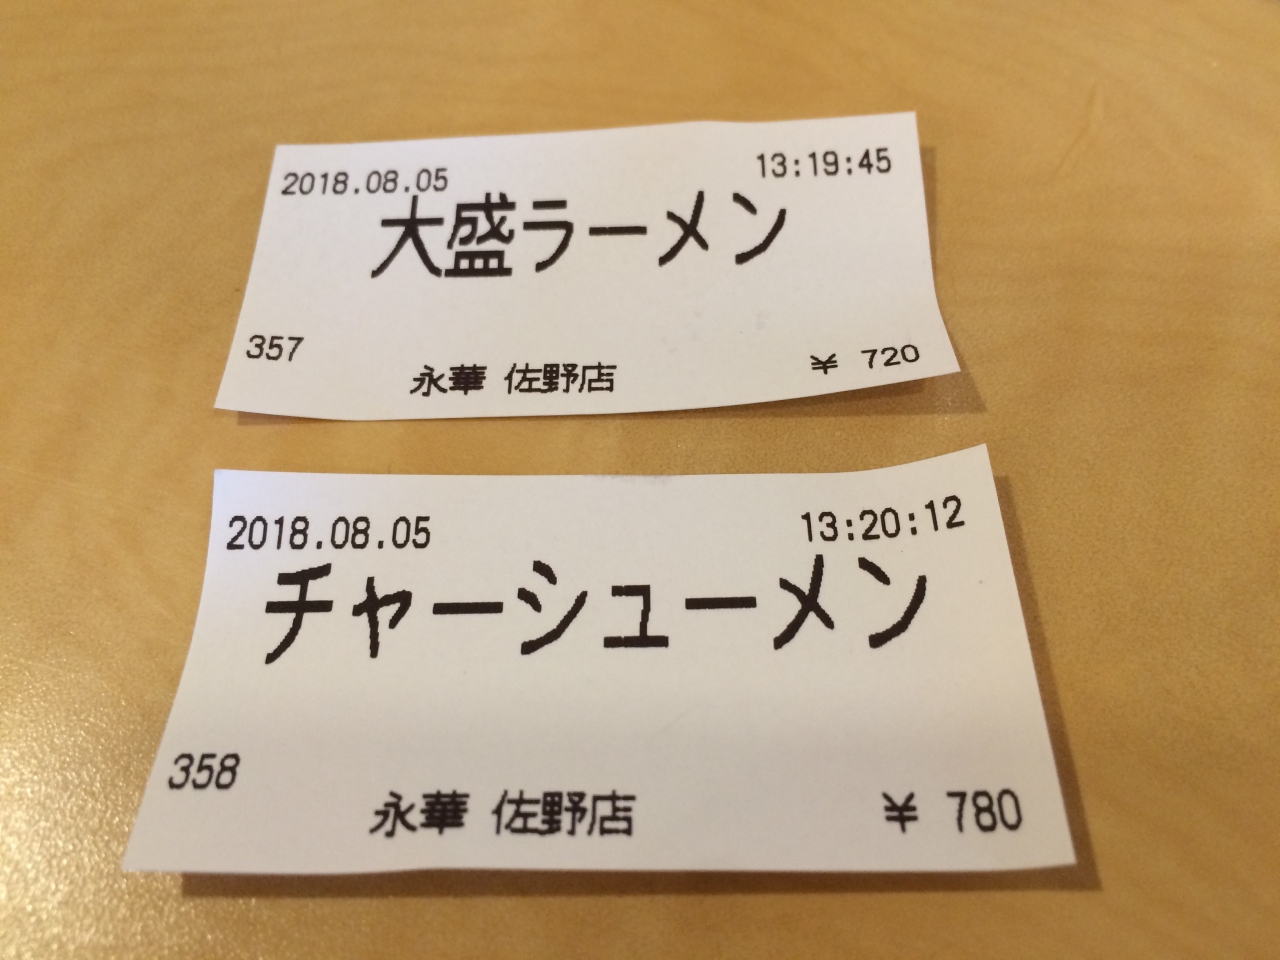 2018.08.05 13:19:45
大盛ラーメン
357
永華 佐野店 ¥ 720
2018.08.05 13:20:12
チャーシューメン
358
永華 佐野店 ¥ 780